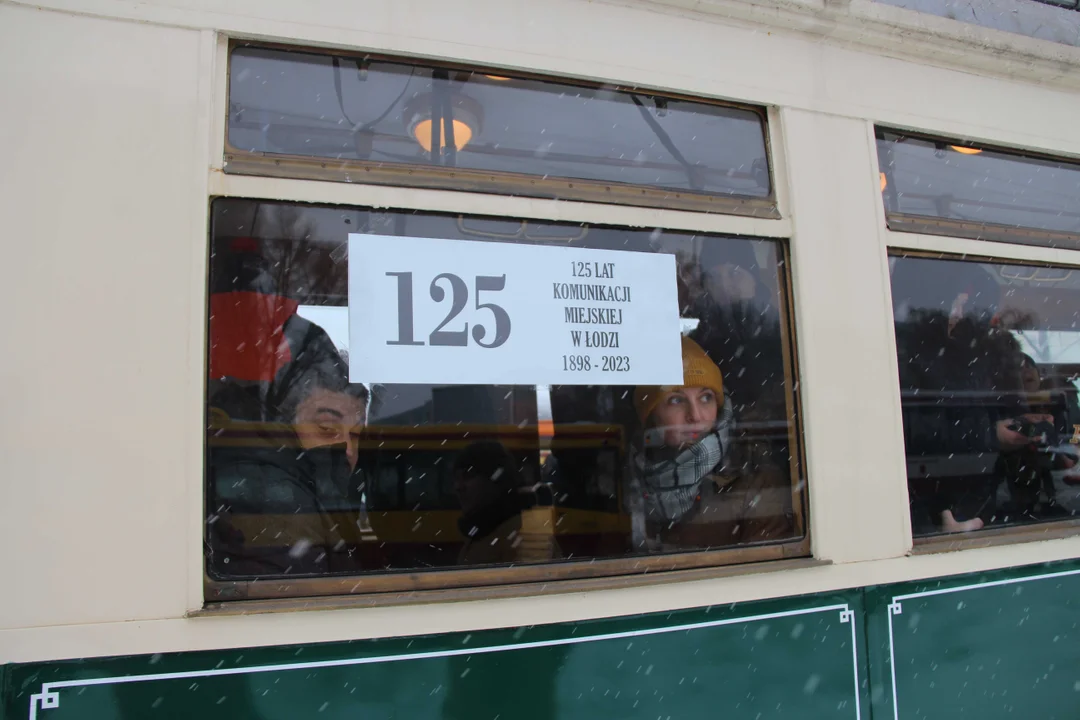 125
125 LAT
KOMUNIKACJI
MIEJSKIEJ
W ŁODZI
1898 - 2023